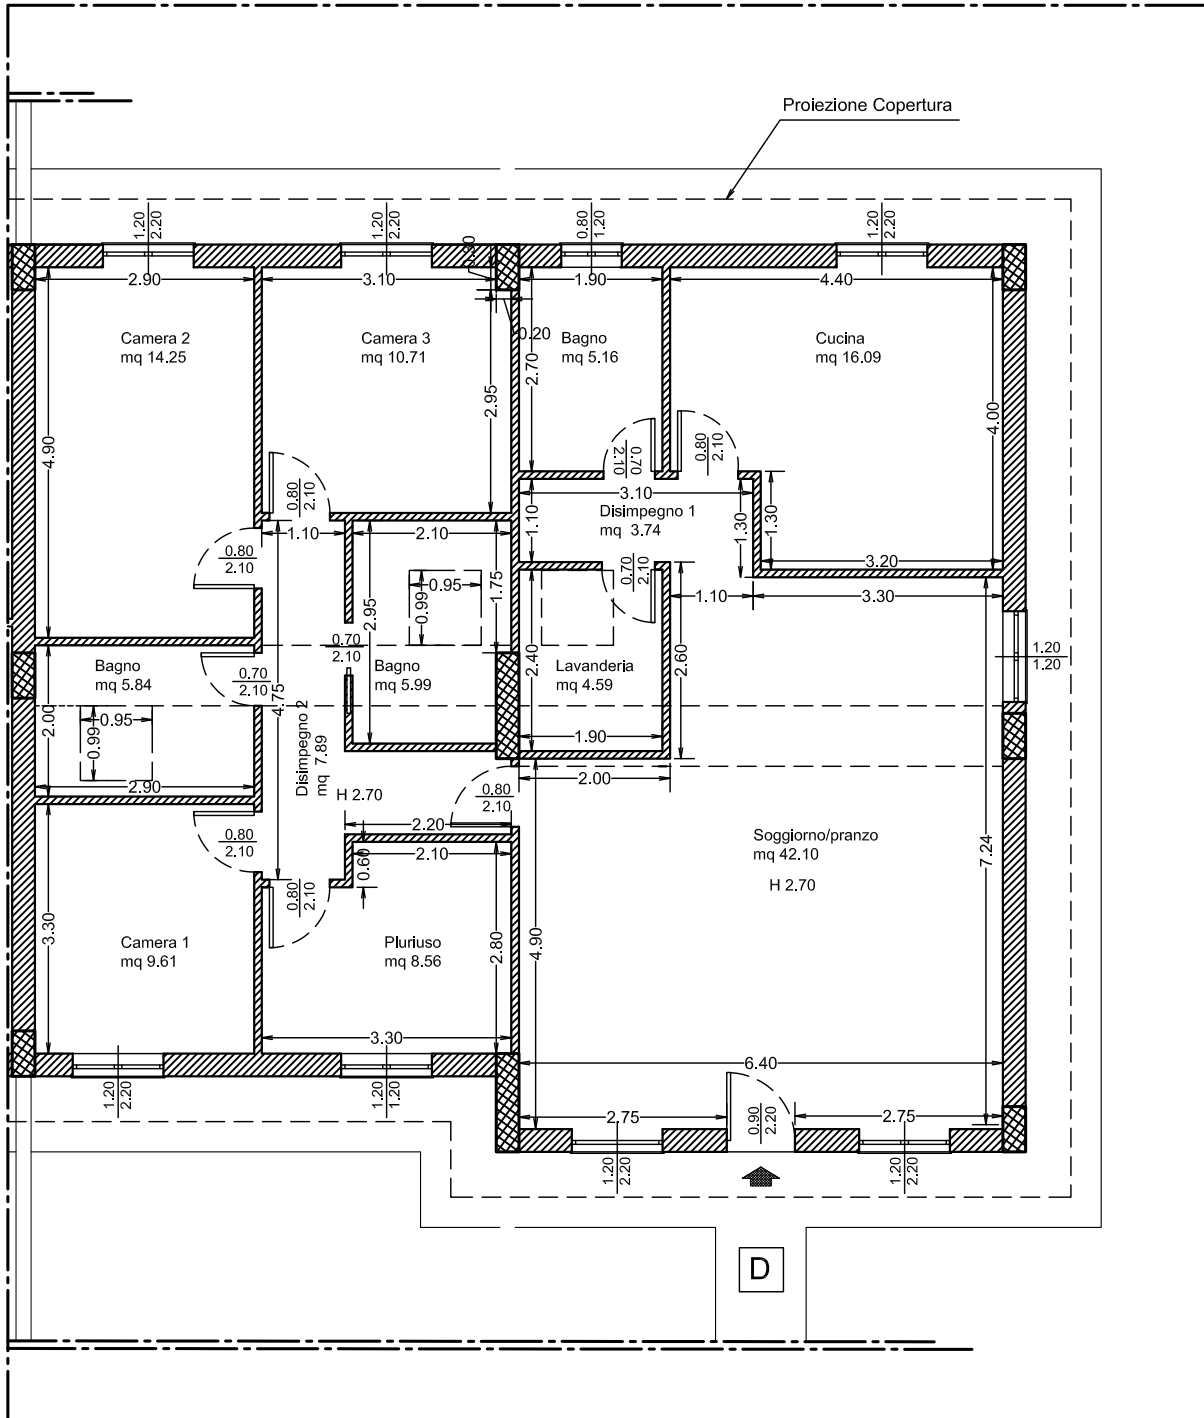 Proiezione Copertura
1.20
2.20
1.20
2.20
0.80
1.20
1.20
2.20
2.90
3.10
0.30
1.90
4.40
0.20
Camera 2
mq 14.25
Camera 3
mq 10.71
Bagno
mq 5.16
Cucina
mq 16.09
4.90
2.95
2.70
4.00
0.80
2.10
0.70
2.10
0.80
2.10
3.10
Disimpegno 1
mq 3.74
1.10
1.30
1.30
1.10
2.10
0.80
2.10
0.95
0.99
1.75
2.95
0.70
2.10
3.20
1.10
3.30
0.70
2.10
Bagno
mq 5.84
0.70
2.10
Bagno
mq 5.99
Lavanderia
mq 4.59
2.40
2.60
1.20
1.20
2.00
0.95
0.99
4.75
2.90
Disimpegno 2
mq 7.89
H 2.70
1.90
2.00
0.80
2.10
0.80
2.10
2.20
2.10
0.60
Soggiorno/pranzo
mq 42.10
H 2.70
7.24
0.80
2.10
3.30
Camera 1
mq 9.61
Pluriuso
mq 8.56
2.80
4.90
3.30
6.40
1.20
2.20
1.20
1.20
2.75
0.90
2.20
2.75
1.20
2.20
1.20
2.20
D